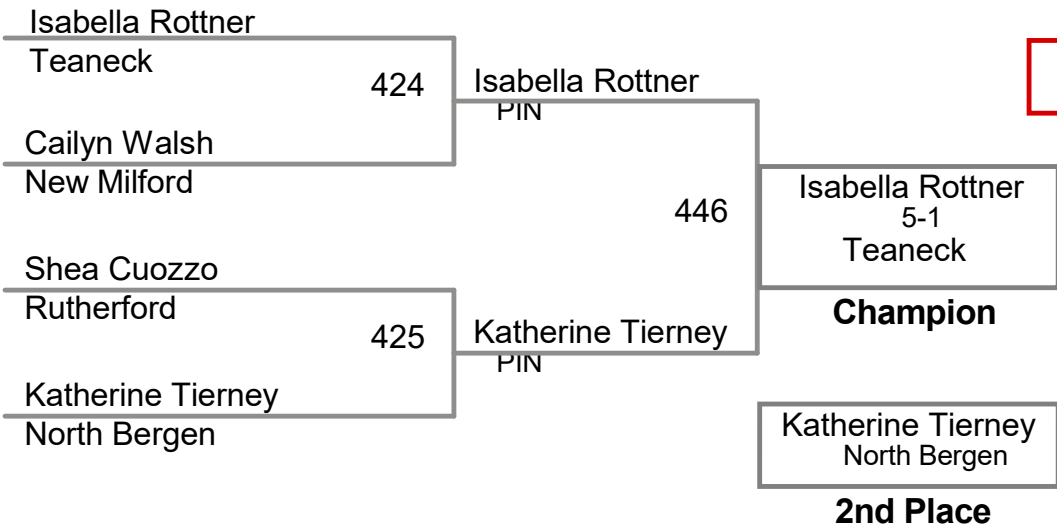 Isabella Rottner
Teaneck
424
Isabella Rottner
PIN
Cailyn Walsh
New Milford
446
Isabella Rottner
5-1
Teaneck
Champion
Shea Cuozzo
Rutherford
425
Katherine Tierney
PIN
Katherine Tierney
North Bergen
Katherine Tierney
North Bergen
2nd Place